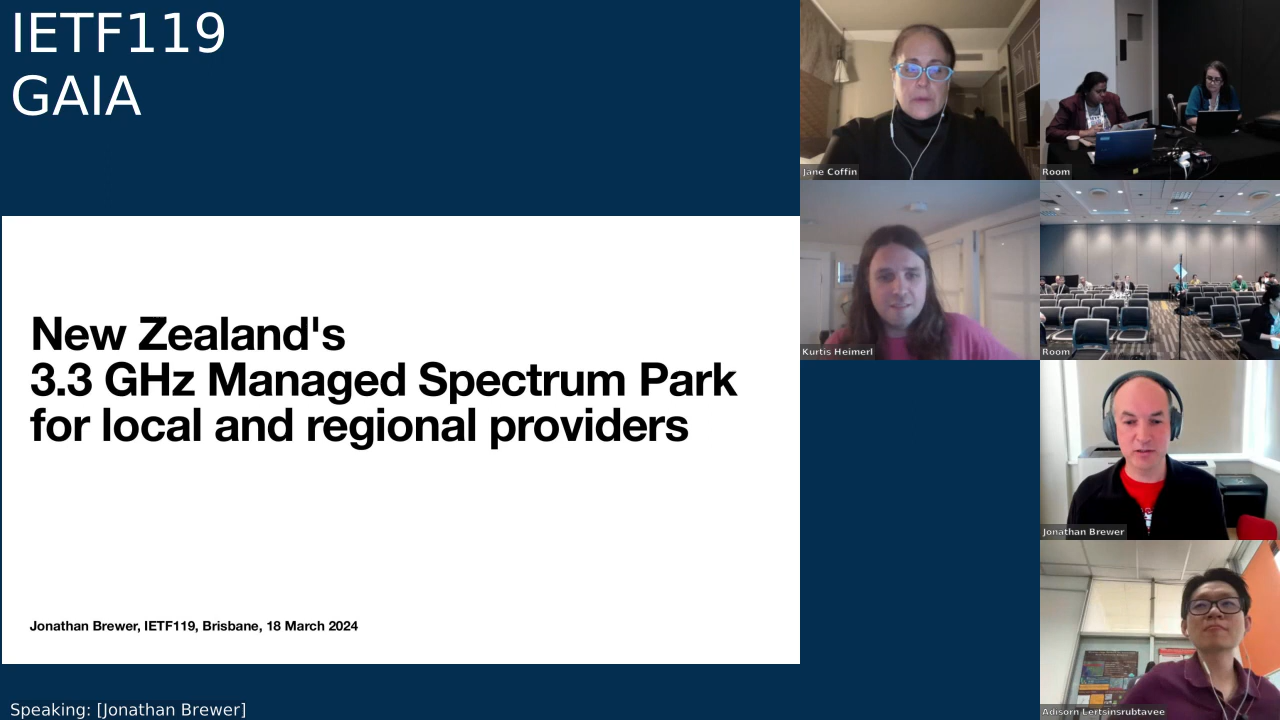 IETF119
GAIA
New Zealand's
3.3 GHz Managed Spectrum Park
for local and regional providers
Jonathan Brewer, IETF119, Brisbane, 18 March 2024
Speaking: [Jonathan Brewer]
Jane Coffin
Room
Kurtis Heimerl
Room
Jonathan Brewer
Adisorn Lertsinsrubtavee